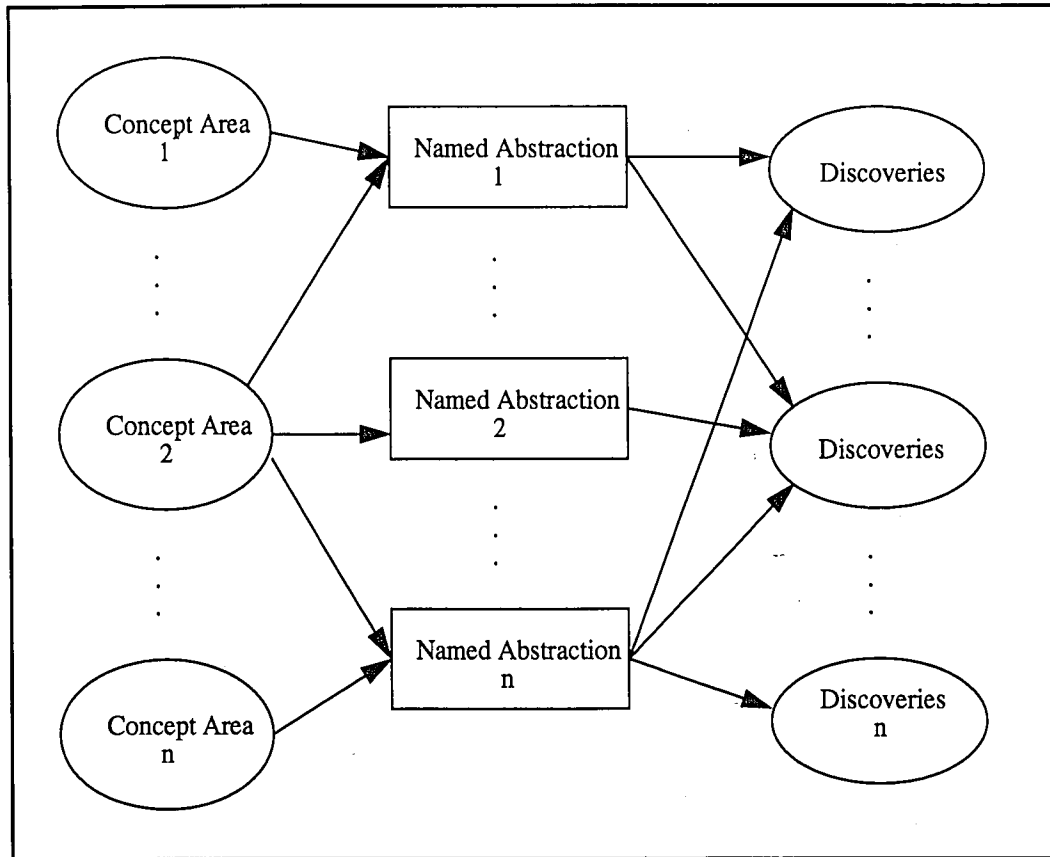 Concept Area
1
Named Abstraction
1
Discoveries
Concept Area
2
Named Abstraction
2
Discoveries
Concept Area
n
Named Abstraction
n
Discoveries
n